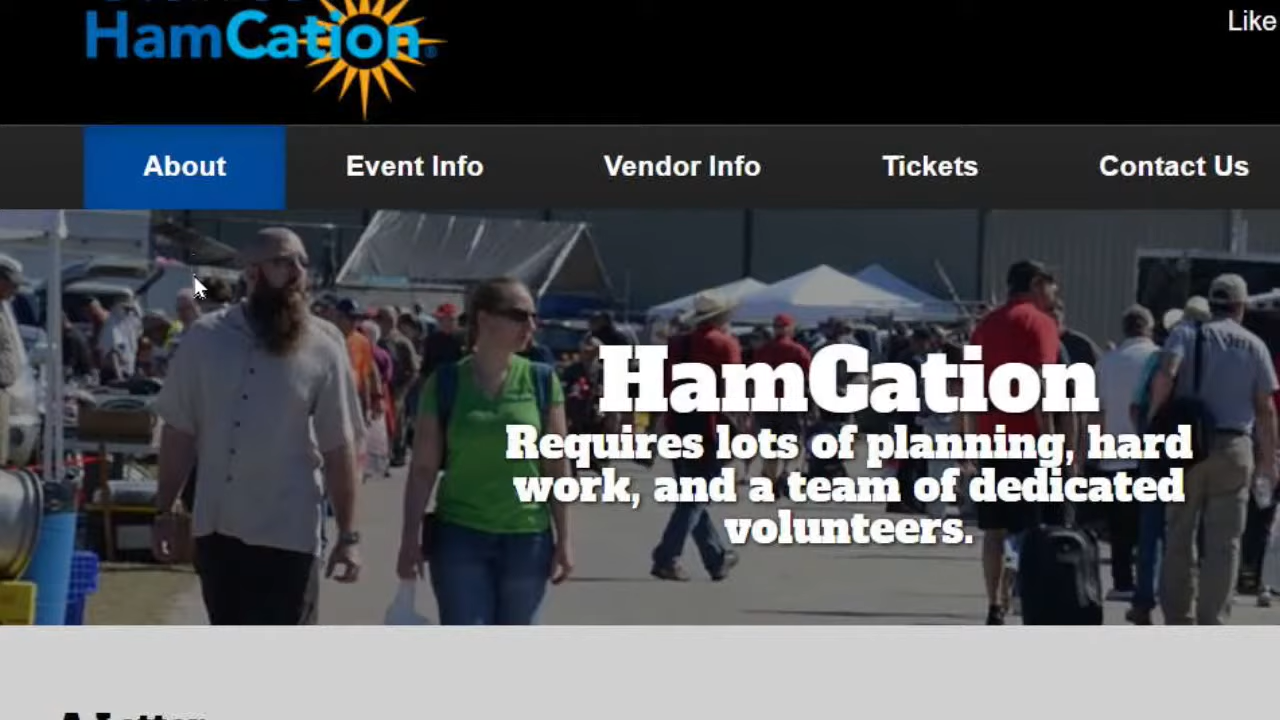 HamCation®
Like
About
Event Info
Vendor Info
Tickets
Contact Us
HamCation
Requires lots of planning, hard
work, and a team of dedicated
volunteers.
A Letter